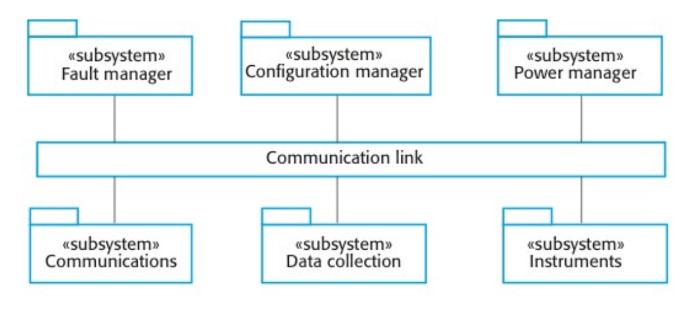 «subsystem»
Fault manager
«subsystem»
Configuration manager
«subsystem»
Power manager
Communication link
«subsystem»
Communications
«subsystem»
Data collection
«subsystem»
Instruments